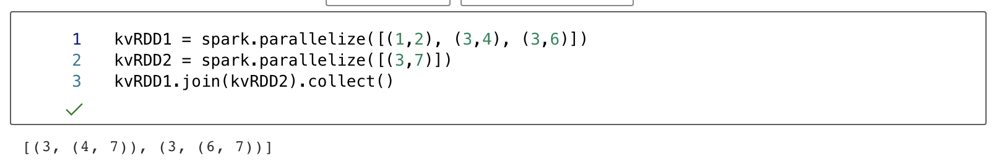 1 kvRDD1 = spark.parallelize([(1,2), (3,4), (3,6)])
2 kvRDD2 = spark.parallelize([(3,7)])
3 kvRDD1.join(kvRDD2).collect()
[(3, (4, 7)), (3, (6, 7))]